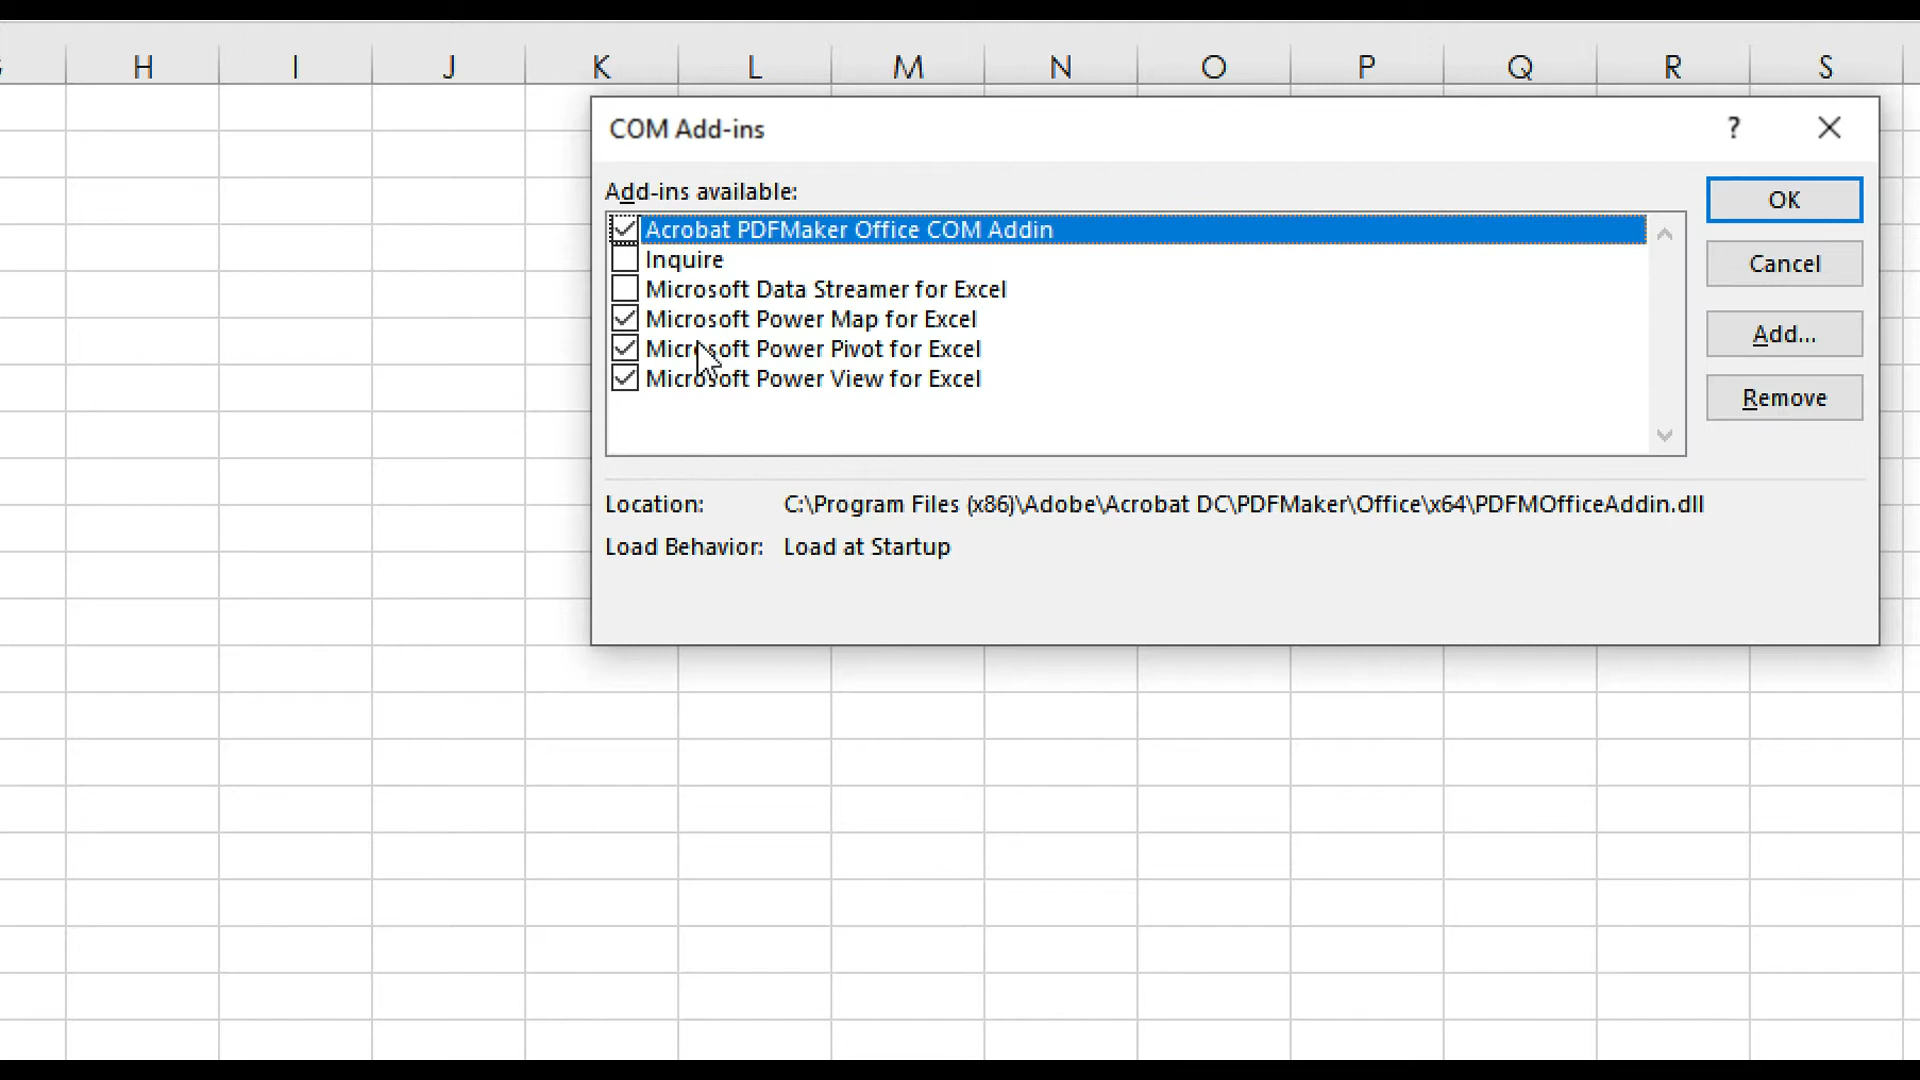 H I J K L M N O P Q R S
COM Add-ins ?
Add-ins available:
Acrobat PDFMaker Office COM Addin
Inquire
Microsoft Data Streamer for Excel
Microsoft Power Map for Excel
Microsoft Power Pivot for Excel
Microsoft Power View for Excel
OK
Cancel
Add...
Remove
Location: C:\Program Files (x86)\Adobe\Acrobat DC\PDFMaker\Office\x64\PDFMOfficeAddin.dll
Load Behavior: Load at Startup